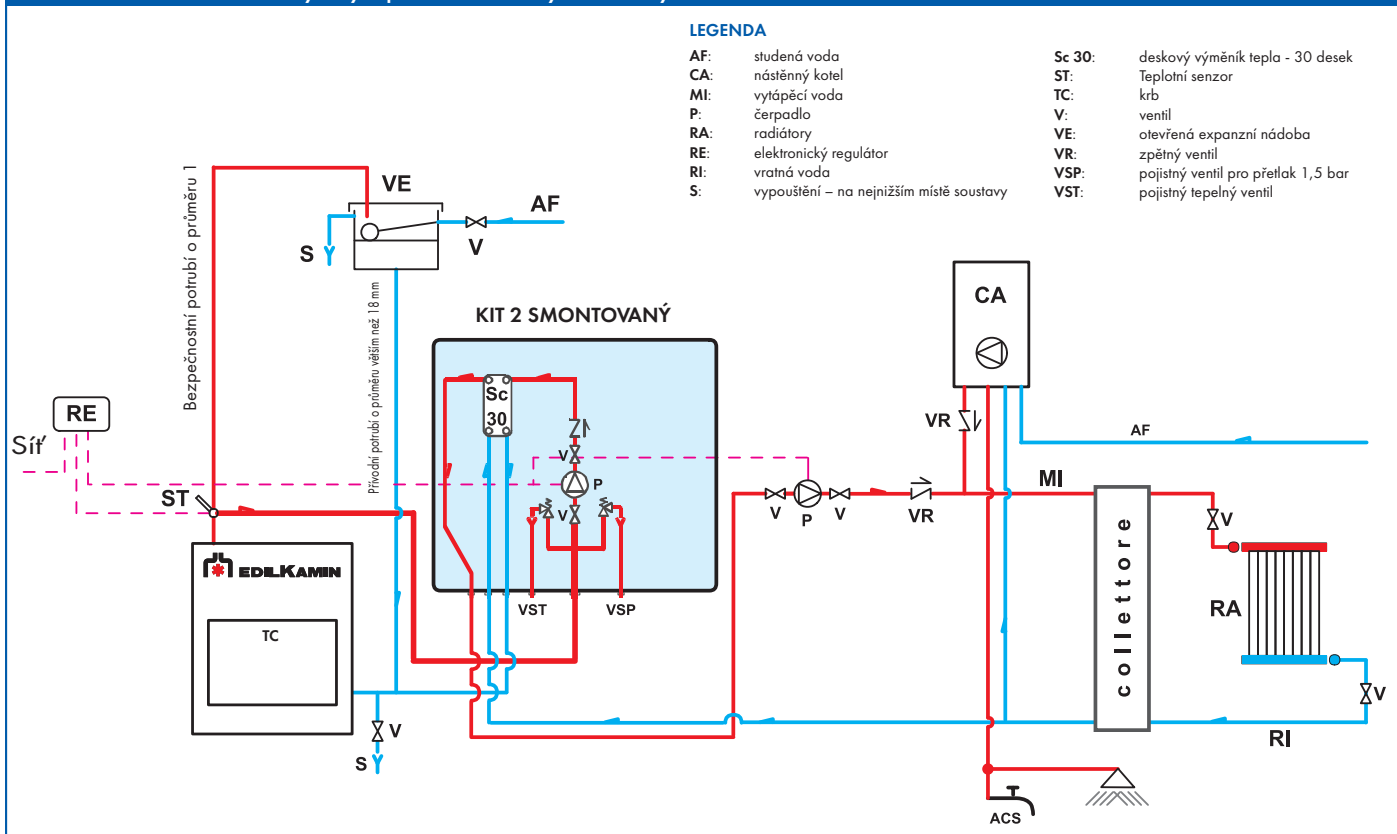 LEGENDA
AF: studená voda
CA: nástěnný kotel
MI: vytápěcí voda
P: čerpadlo
RA: radiátory
RE: elektronický regulátor
RI: vratná voda
S: vypouštění – na nejnižším místě soustavy
Sc 30: deskový výměník tepla - 30 desek
ST: Teplotní senzor
TC: krb
V: ventil
VE: otevřená expanzní nádoba
VR: zpětný ventil
VSP: pojistný ventil pro přetlak 1,5 bar
VST: pojistný tepelný ventil
Bezpečnostní potrubí o průměru 1
VE
AF
S
V
Přívodní potrubí o průměru větším než 18 mm
KIT 2 SMONTOVANÝ
Sc
30
V
P
V
VST
VSP
RE
Síť
ST
EDILKAMIN
TC
V
S
CA
VR
AF
MI
V
P
V
VR
collettore
V
RA
V
RI
ACS